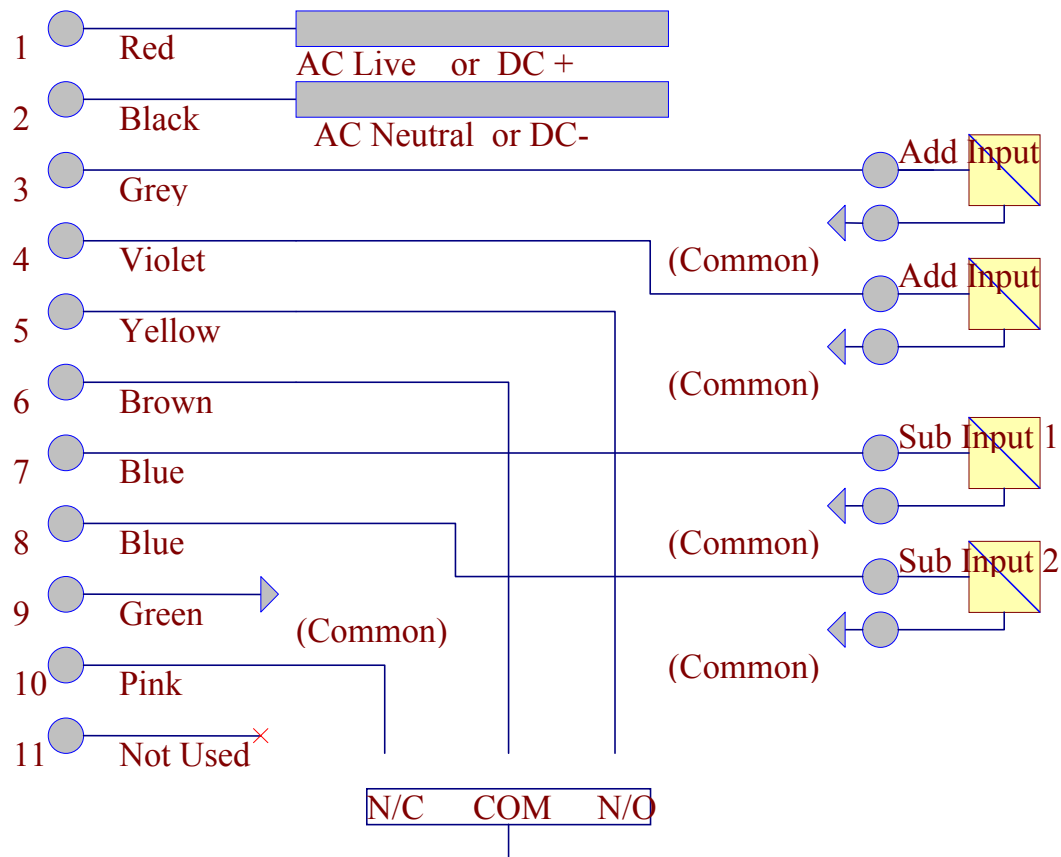 1 Red
AC Live or DC +
2 Black
AC Neutral or DC-
Add Input
3 Grey
4 Violet
(Common)
Add Input
5 Yellow
6 Brown
(Common)
7 Blue
Sub Input 1
8 Blue
(Common)
Sub Input 2
9 Green
(Common)
(Common)
10 Pink
11 Not Used
N/C COM N/O